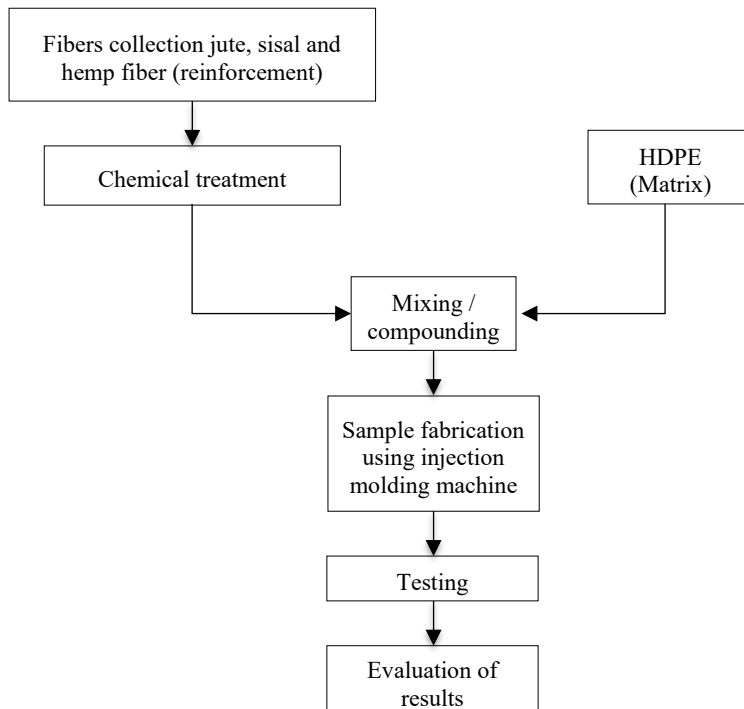 Fibers collection jute, sisal and
hemp fiber (reinforcement)
Chemical treatment
HDPE
(Matrix)
Mixing /
compounding
Sample fabrication
using injection
molding machine
Testing
Evaluation of
results